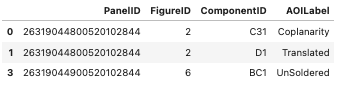 PanelID FigureID ComponentID AOILabel
0 26319044800520102844 2 C31 Coplanarity
1 26319044800520102844 2 D1 Translated
3 26319044900520102844 6 BC1 UnSoldered